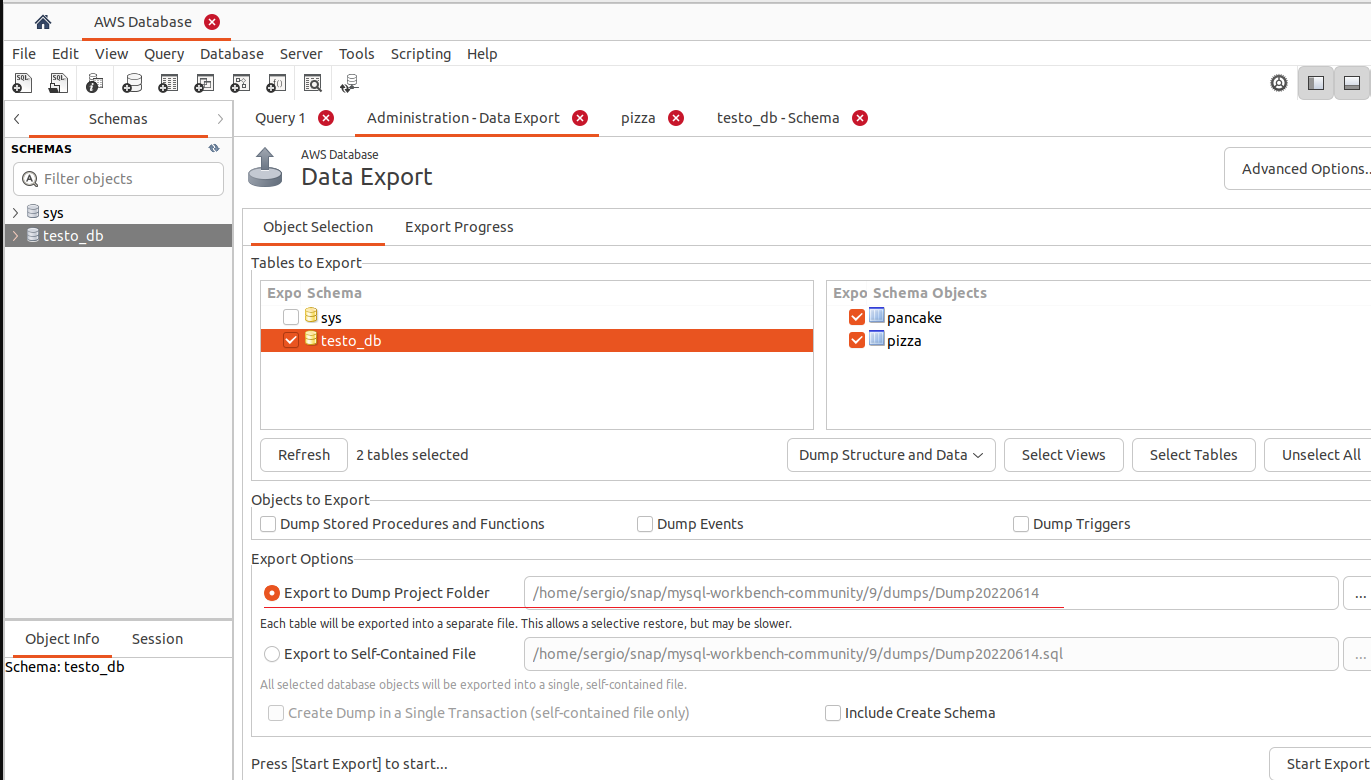 AWS Database
File Edit View Query Database Server Tools Scripting Help
Schemas
Query 1 Administration - Data Export pizza testo_db - Schema
SCHEMAS
Filter objects
sys
testo_db
AWS Database
Data Export
Advanced Options..
Object Selection Export Progress
Tables to Export
Expo Schema
sys
testo_db
Expo Schema Objects
pancake
pizza
Refresh 2 tables selected Dump Structure and Data Select Views Select Tables Unselect All
Objects to Export
Dump Stored Procedures and Functions Dump Events Dump Triggers
Export Options
Export to Dump Project Folder /home/sergio/snap/mysql-workbench-community/9/dumps/Dump20220614 ...
Each table will be exported into a separate file. This allows a selective restore, but may be slower.
Export to Self-Contained File /home/sergio/snap/mysql-workbench-community/9/dumps/Dump20220614.sql ...
All selected database objects will be exported into a single, self-contained file.
Create Dump in a Single Transaction (self-contained file only) Include Create Schema
Press [Start Export] to start... Start Export
Object Info Session
Schema: testo_db